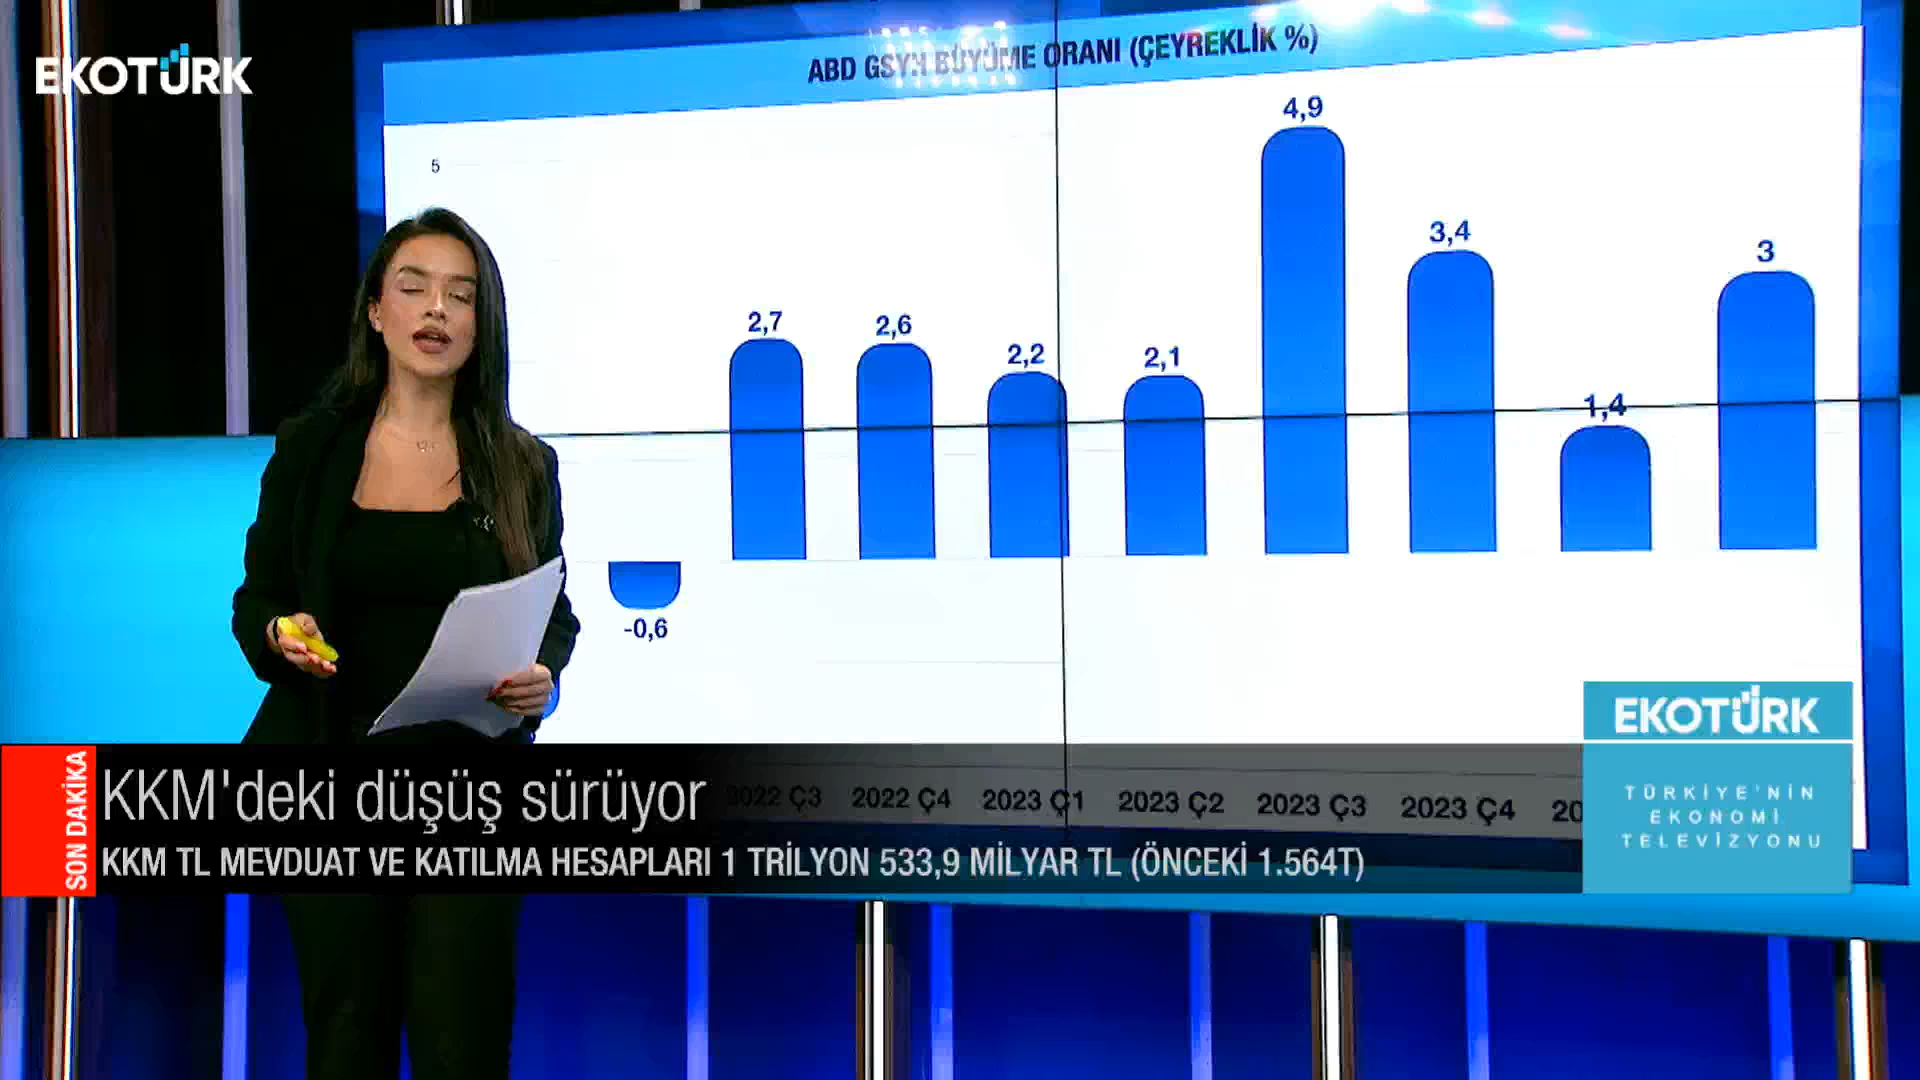 EKOTÜRK
ABD GSYH BÜYÜME ORANI (ÇEYREKLİK %)
5
-0,6
2,7
2,6
2,2
2,1
4,9
3,4
1,4
3
2022 Ç3 2022 Ç4 2023 Ç1 2023 Ç2 2023 Ç3 2023 Ç4 20
SON DAKİKA
KKM'deki düşüş sürüyor
KKM TL MEVDUAT VE KATILMA HESAPLARI 1 TRİLYON 533,9 MİLYAR TL (ÖNCEKİ 1.564T)
EKOTÜRK
TÜRKİYE'NİN
EKONOMİ
TELEVİZYONU